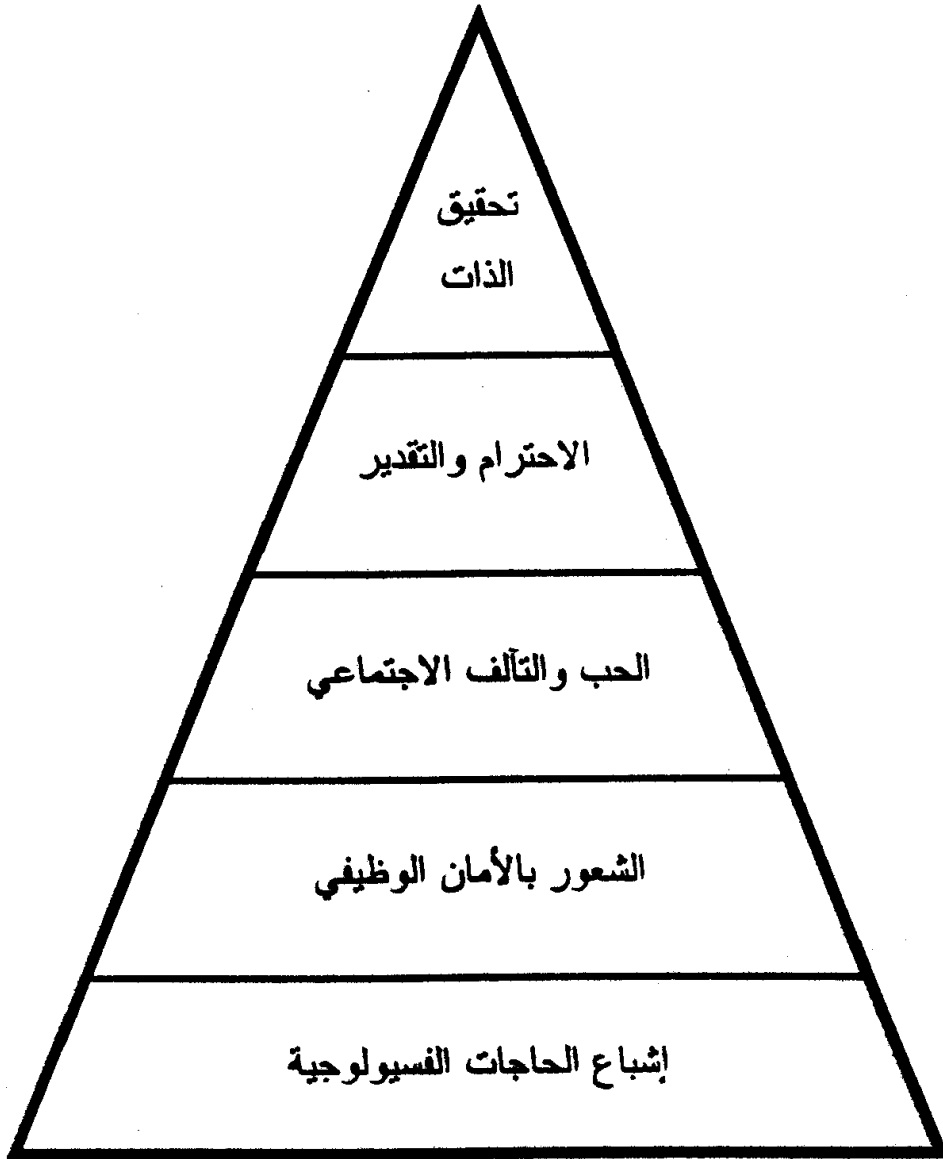 تحقيق
الذات
الاحترام والتقدير
الحب والتآلف الاجتماعي
الشعور بالأمان الوظيفي
إشباع الحاجات الفسيولوجية